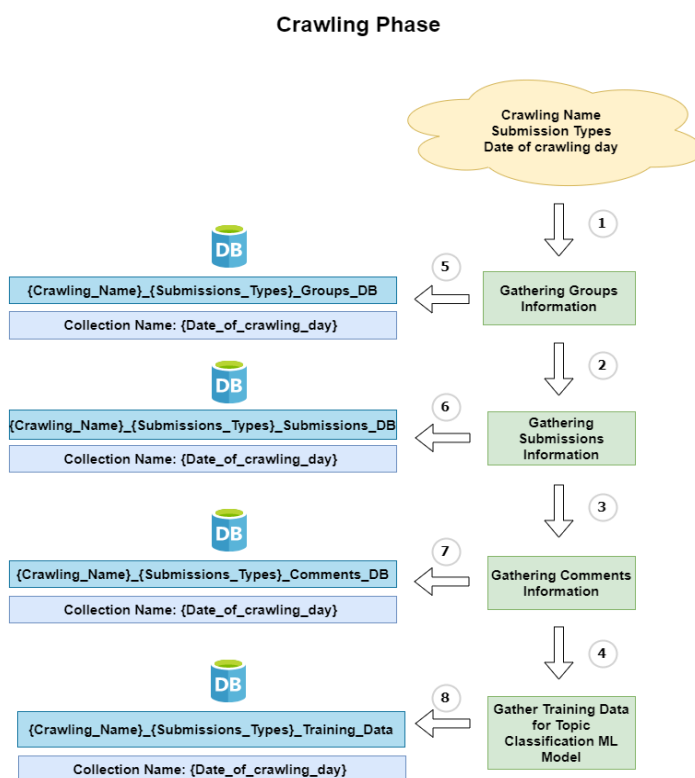 Crawling Phase
Crawling Name
Submission Types
Date of crawling day
1
DB
5
{Crawling_Name}_{Submissions_Types}_Groups_DB
Collection Name: {Date_of_crawling_day}
Gathering Groups
Information
2
DB
6
{Crawling_Name}_{Submissions_Types}_Submissions_DB
Collection Name: {Date_of_crawling_day}
Gathering
Submissions
Information
3
DB
7
{Crawling_Name}_{Submissions_Types}_Comments_DB
Collection Name: {Date_of_crawling_day}
Gathering Comments
Information
4
DB
8
{Crawling_Name}_{Submissions_Types}_Training_Data
Collection Name: {Date_of_crawling_day}
Gather Training Data
for Topic
Classification ML
Model